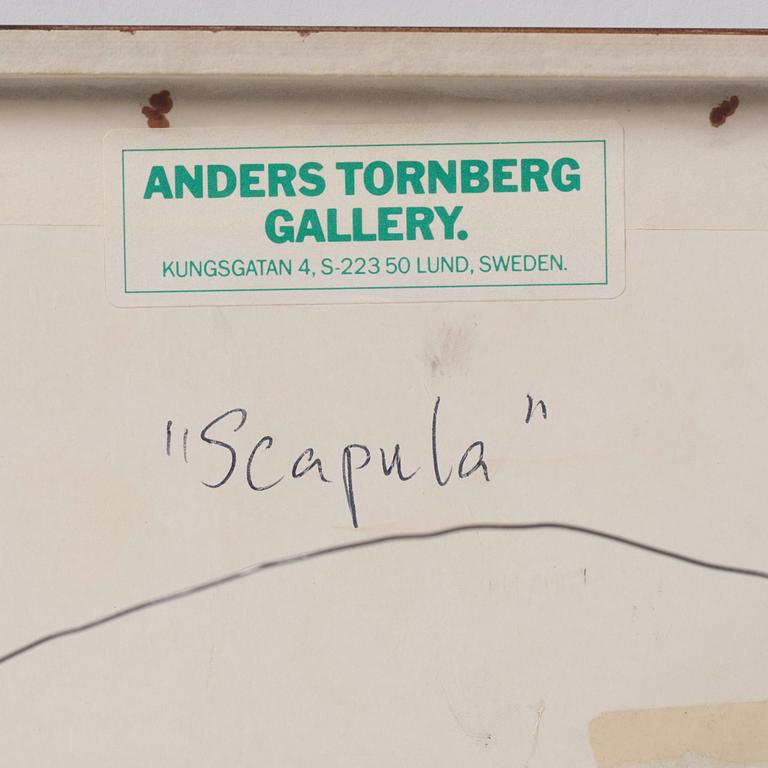 ANDERS TORNBERG
GALLERY.
KUNGSGATAN 4, S-223 50 LUND, SWEDEN.
"Scapula"